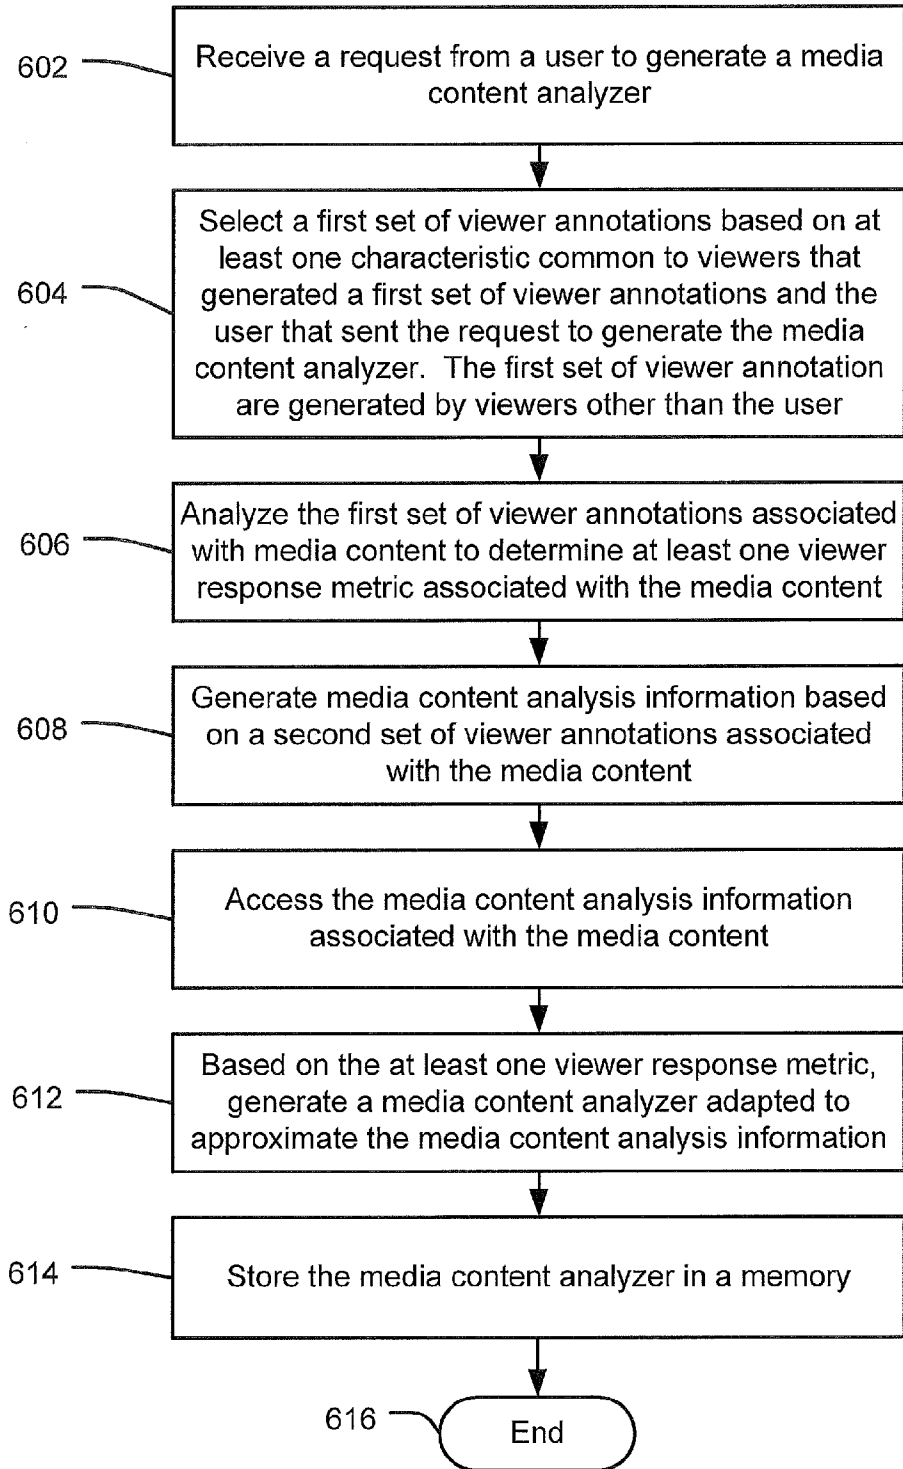 602
Receive a request from a user to generate a media
content analyzer
604
Select a first set of viewer annotations based on at
least one characteristic common to viewers that
generated a first set of viewer annotations and the
user that sent the request to generate the media
content analyzer.  The first set of viewer annotation
are generated by viewers other than the user
606
Analyze the first set of viewer annotations associated
with media content to determine at least one viewer
response metric associated with the media content
608
Generate media content analysis information based
on a second set of viewer annotations associated
with the media content
610
Access the media content analysis information
associated with the media content
612
Based on the at least one viewer response metric,
generate a media content analyzer adapted to
approximate the media content analysis information
614
Store the media content analyzer in a memory
616
End